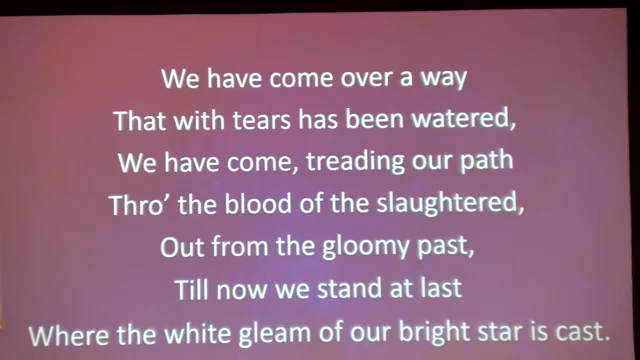 We have come over a way
That with tears has been watered,
We have come, treading our path
Thro' the blood of the slaughtered,
Out from the gloomy past,
Till now we stand at last
Where the white gleam of our bright star is cast.